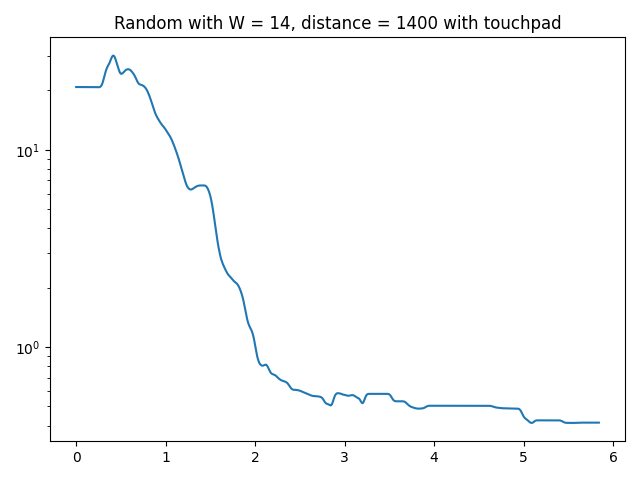 Random with W = 14, distance = 1400 with touchpad
10¹
10⁰
0 1 2 3 4 5 6